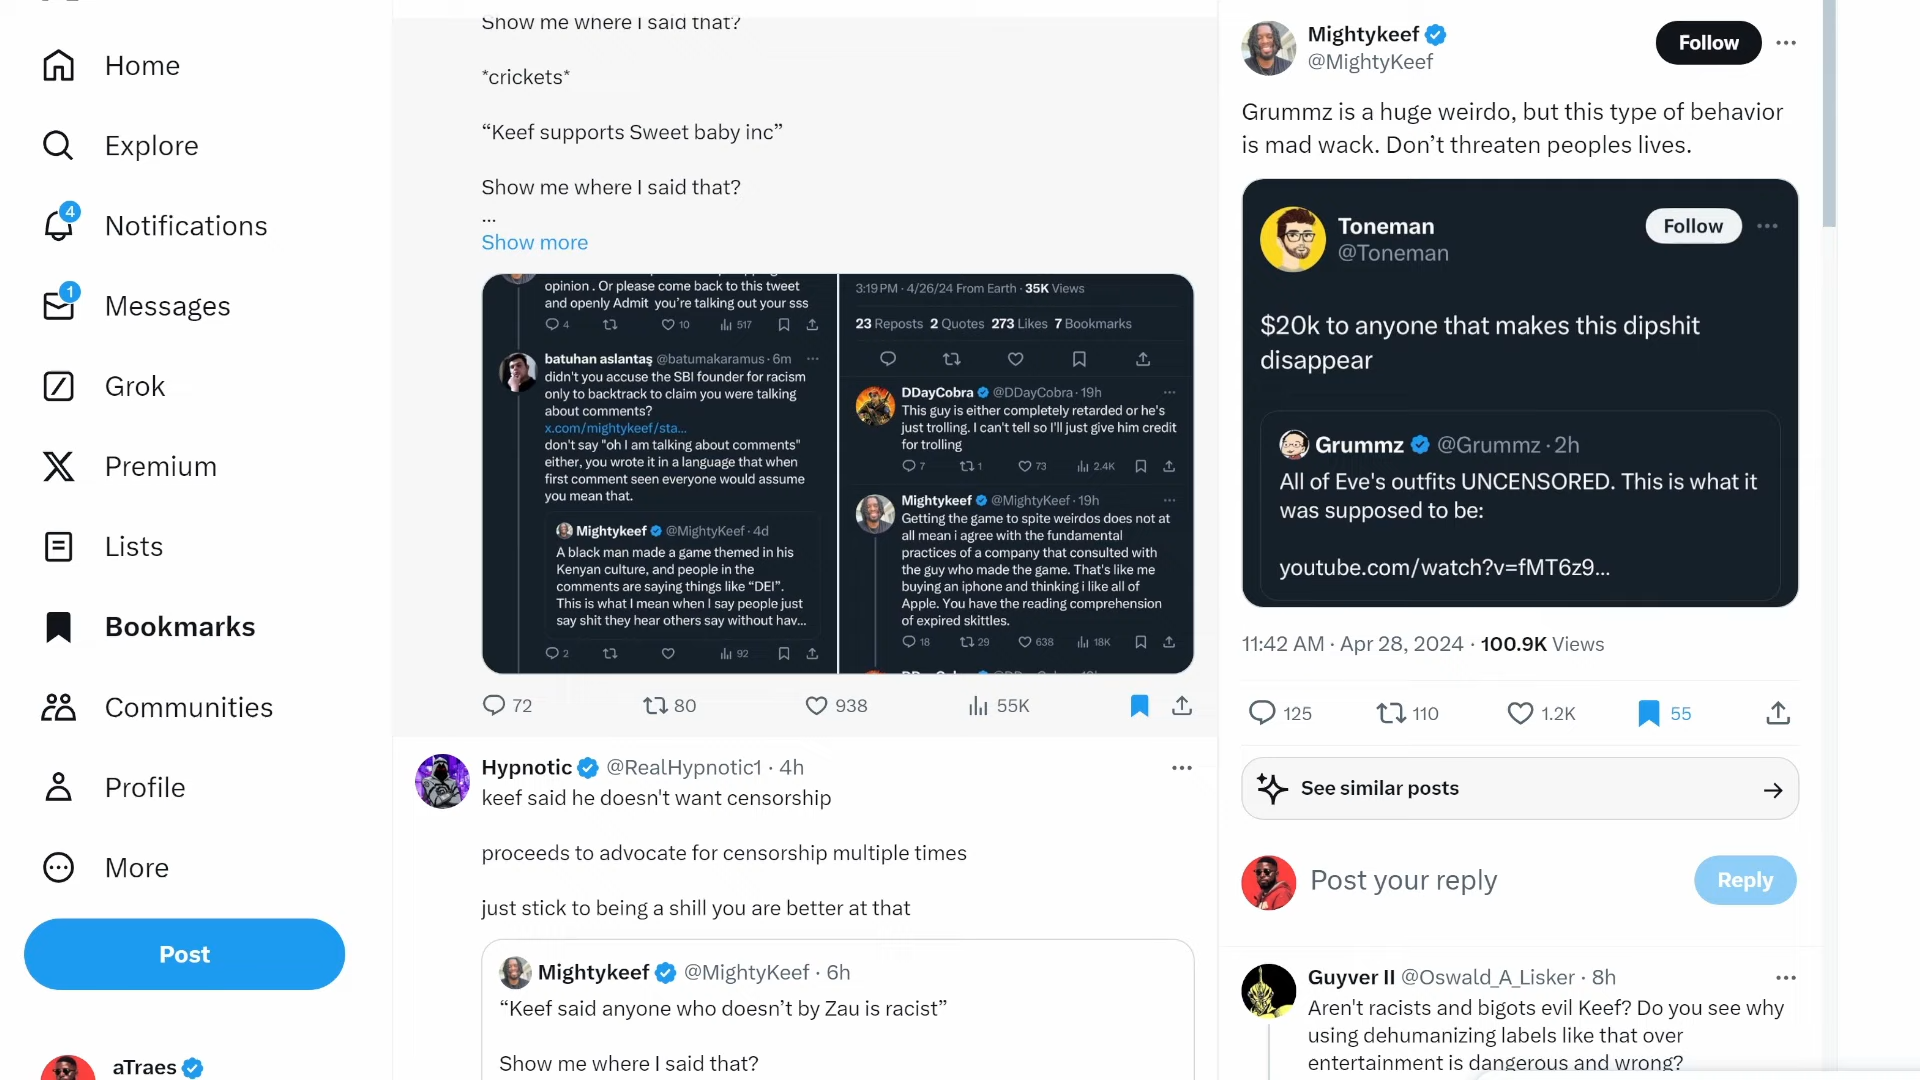 Home
Explore
4
Notifications
1
Messages
Grok
Premium
Lists
Bookmarks
Communities
Profile
More
Post
aTraes
Show me where I said that?
*crickets*
“Keef supports Sweet baby inc”
Show me where I said that?
...
Show more
opinion . Or please come back to this tweet
and openly Admit you’re talking out your sss
4 10 517
batuhan aslantaş @batumakaramus · 6m
didn't you accuse the SBI founder for racism
only to backtrack to claim you were talking
about comments?
x.com/mightykeef/sta...
don't say "oh I am talking about comments"
either, you wrote it in a language that when
first comment seen everyone would assume
you mean that.
Mightykeef @MightyKeef · 4d
A black man made a game themed in his
Kenyan culture, and people in the
comments are saying things like “DEI”.
This is what I mean when I say people just
say shit they hear others say without hav...
2 92
3:19 PM · 4/26/24 From Earth · 35K Views
23 Reposts 2 Quotes 273 Likes 7 Bookmarks
DDayCobra @DDayCobra · 19h
This guy is either completely retarded or he's
just trolling. I can't tell so I'll just give him credit
for trolling
7 1 73 2.4K
Mightykeef @MightyKeef · 19h
Getting the game to spite weirdos does not at
all mean i agree with the fundamental
practices of a company that consulted with
the guy who made the game. That's like me
buying an iphone and thinking i like all of
Apple. You have the reading comprehension
of expired skittles.
18 29 638 18K
72 80 938 55K
Hypnotic @RealHypnotic1 · 4h
keef said he doesn't want censorship
proceeds to advocate for censorship multiple times
just stick to being a shill you are better at that
Mightykeef @MightyKeef · 6h
“Keef said anyone who doesn’t by Zau is racist”
Show me where I said that?
Mightykeef
@MightyKeef
Follow
Grummz is a huge weirdo, but this type of behavior
is mad wack. Don’t threaten peoples lives.
Toneman
@Toneman
Follow
$20k to anyone that makes this dipshit
disappear
Grummz @Grummz · 2h
All of Eve's outfits UNCENSORED. This is what it
was supposed to be:
youtube.com/watch?v=fMT6z9...
11:42 AM · Apr 28, 2024 · 100.9K Views
125 110 1.2K 55
See similar posts
Post your reply
Reply
Guyver II @Oswald_A_Lisker · 8h
Aren't racists and bigots evil Keef? Do you see why
using dehumanizing labels like that over
entertainment is dangerous and wrong?